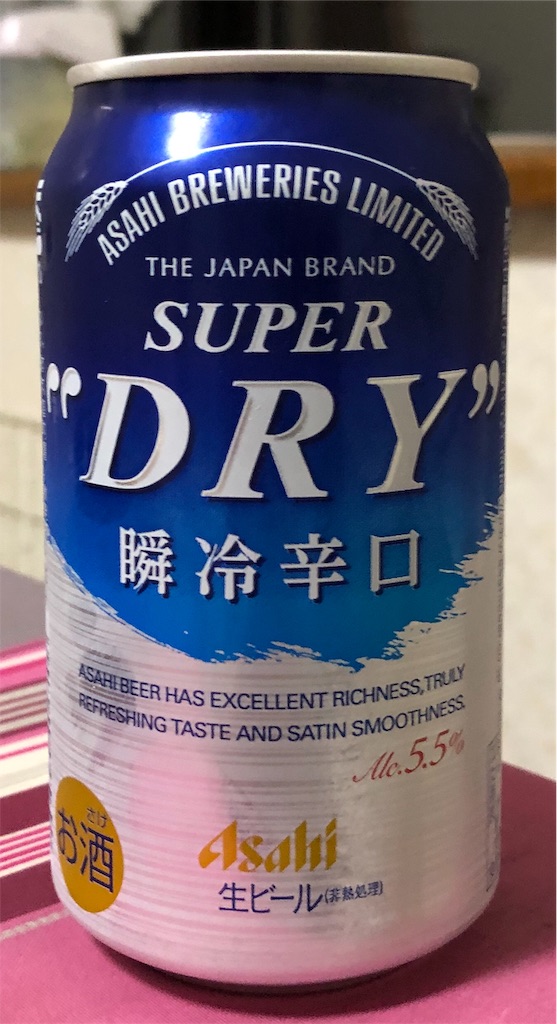 ASAHI BREWERIES LIMITED
THE JAPAN BRAND
SUPER
“DRY”
瞬冷辛口
ASAHI BEER HAS EXCELLENT RICHNESS, TRULY
REFRESHING TASTE AND SATIN SMOOTHNESS.
Alc.5.5%
さけ
お酒
Asahi
生ビール(非熱処理)